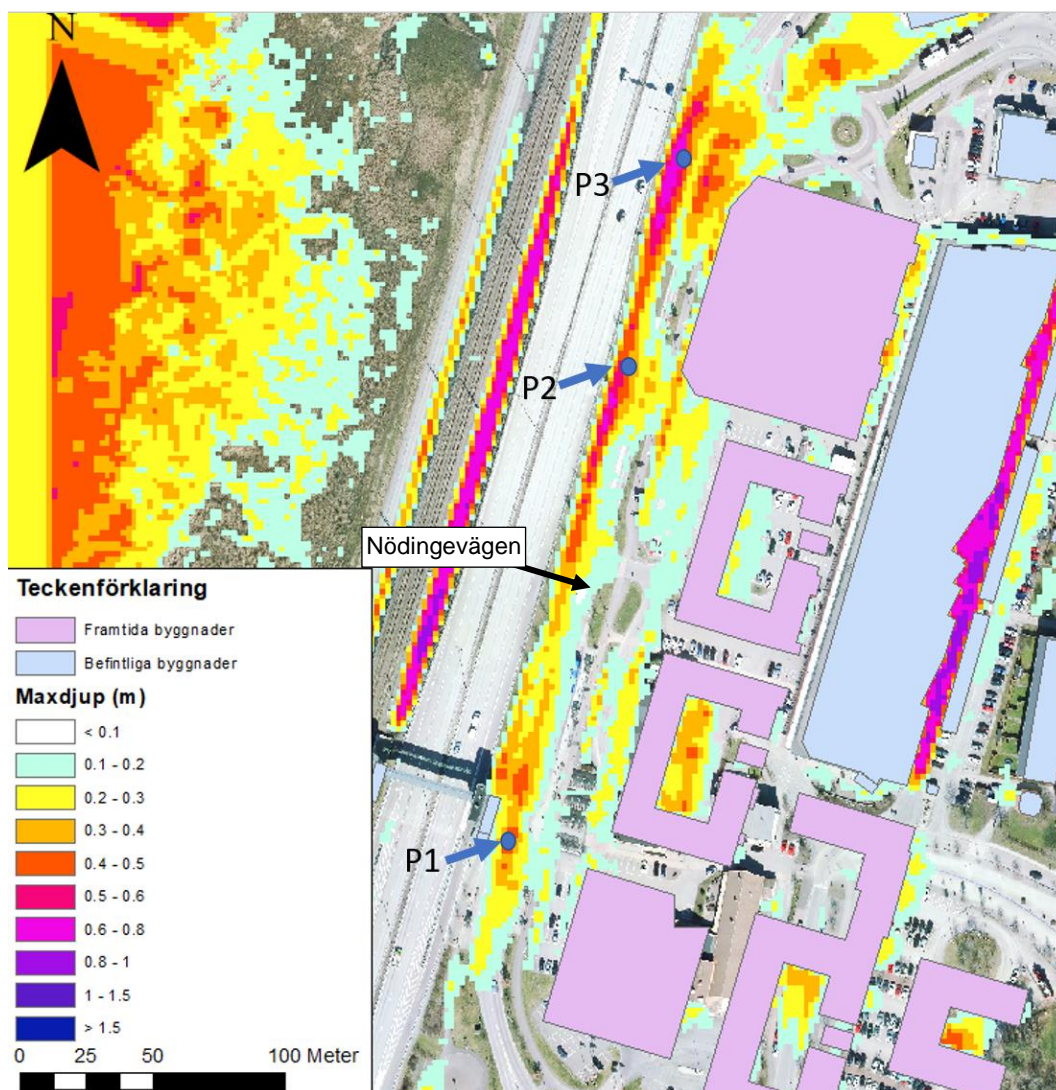 N
P3
P2
Nödingevägen
P1
Teckenförklaring
Framtida byggnader
Befintliga byggnader
Maxdjup (m)
< 0.1
0.1 - 0.2
0.2 - 0.3
0.3 - 0.4
0.4 - 0.5
0.5 - 0.6
0.6 - 0.8
0.8 - 1
1 - 1.5
> 1.5
0 25 50 100 Meter